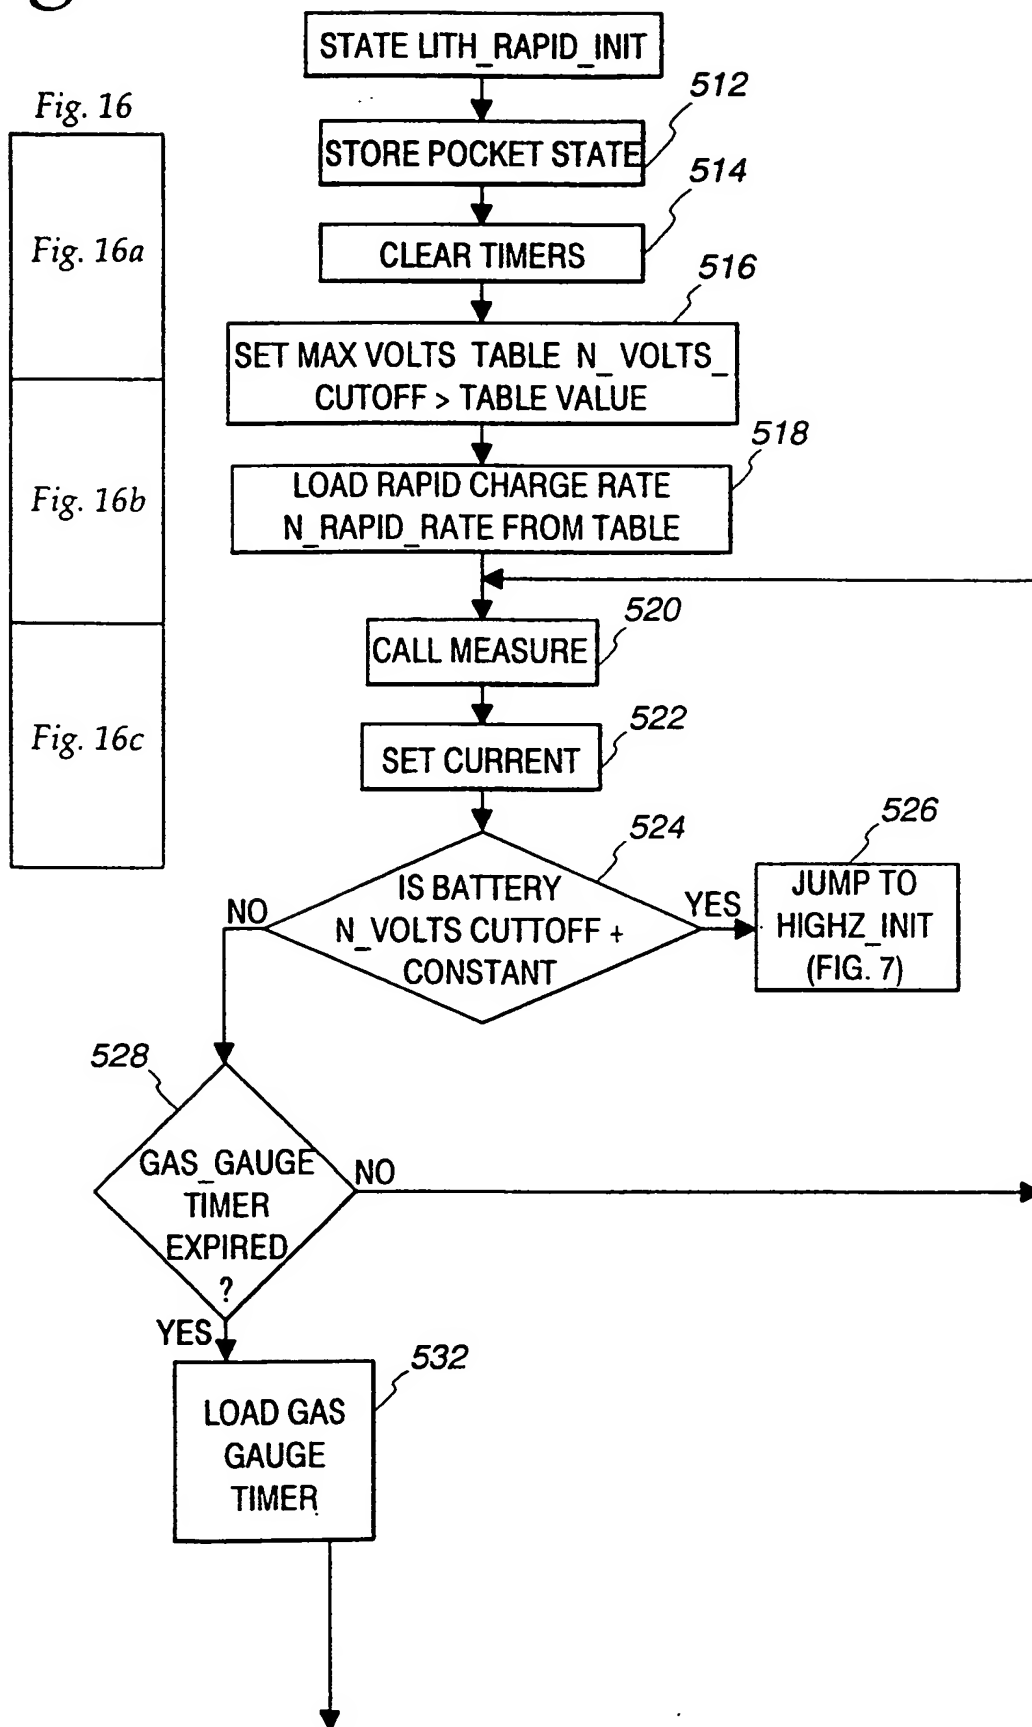 STATE LITH_RAPID_INIT
512
Fig. 16
STORE POCKET STATE
514
Fig. 16a
CLEAR TIMERS
516
SET MAX VOLTS TABLE N_VOLTS_
CUTOFF > TABLE VALUE
518
Fig. 16b
LOAD RAPID CHARGE RATE
N_RAPID_RATE FROM TABLE
520
CALL MEASURE
522
Fig. 16c
SET CURRENT
524
526
IS BATTERY
N_VOLTS CUTTOFF +
CONSTANT
NO
YES
JUMP TO
HIGHZ_INIT
(FIG. 7)
528
GAS_GAUGE
TIMER
EXPIRED
?
NO
YES
532
LOAD GAS
GAUGE
TIMER